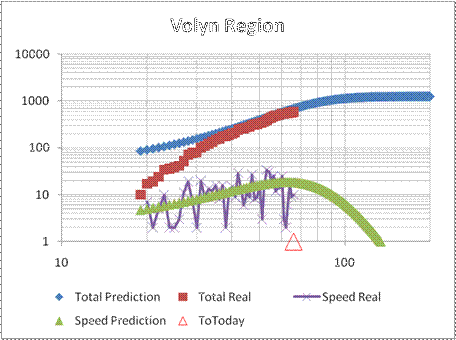 Volyn Region
10000
1000
100
10
1
10 100
Total Prediction Total Real Speed Real
Speed Prediction ToToday